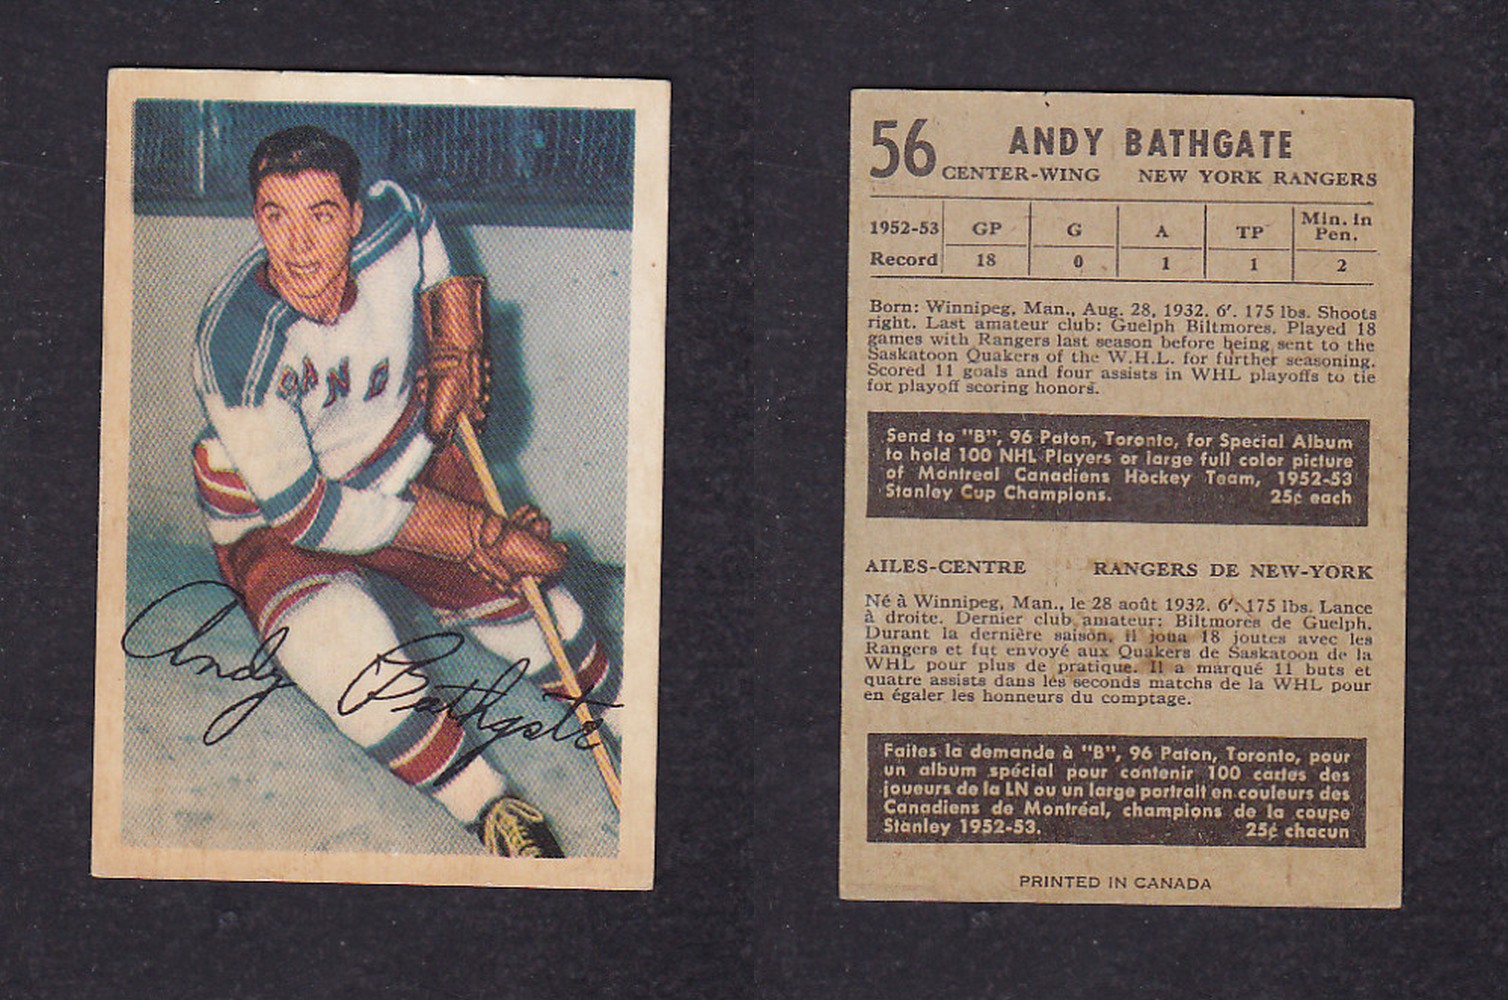 RANG
Andy Bathgate
56 ANDY BATHGATE
CENTER-WING NEW YORK RANGERS
1952-53 GP G A TP Min. in Pen.
Record 18 0 1 1 2
Born: Winnipeg, Man., Aug. 28, 1932. 6'. 175 lbs. Shoots
right. Last amateur club: Guelph Biltmores. Played 18
games with Rangers last season before being sent to the
Saskatoon Quakers of the W.H.L. for further seasoning.
Scored 11 goals and four assists in WHL playoffs to tie
for playoff scoring honors.
Send to "B", 96 Paton, Toronto, for Special Album
to hold 100 NHL Players or large full color picture
of Montreal Canadiens Hockey Team, 1952-53
Stanley Cup Champions. 25¢ each
AILES-CENTRE RANGERS DE NEW-YORK
Né à Winnipeg, Man., le 28 août 1932. 6'. 175 lbs. Lance
à droite. Dernier club amateur: Biltmores de Guelph.
Durant la dernière saison, il joua 18 joutes avec les
Rangers et fut envoyé aux Quakers de Saskatoon de la
WHL pour plus de pratique. Il a marqué 11 buts et
quatre assists dans les seconds matchs de la WHL pour
en égaler les honneurs du comptage.
Faites la demande à "B", 96 Paton, Toronto, pour
un album spécial pour contenir 100 cartes des
joueurs de la LN ou un large portrait en couleurs des
Canadiens de Montréal, champions de la coupe
Stanley 1952-53. 25¢ chacun
PRINTED IN CANADA